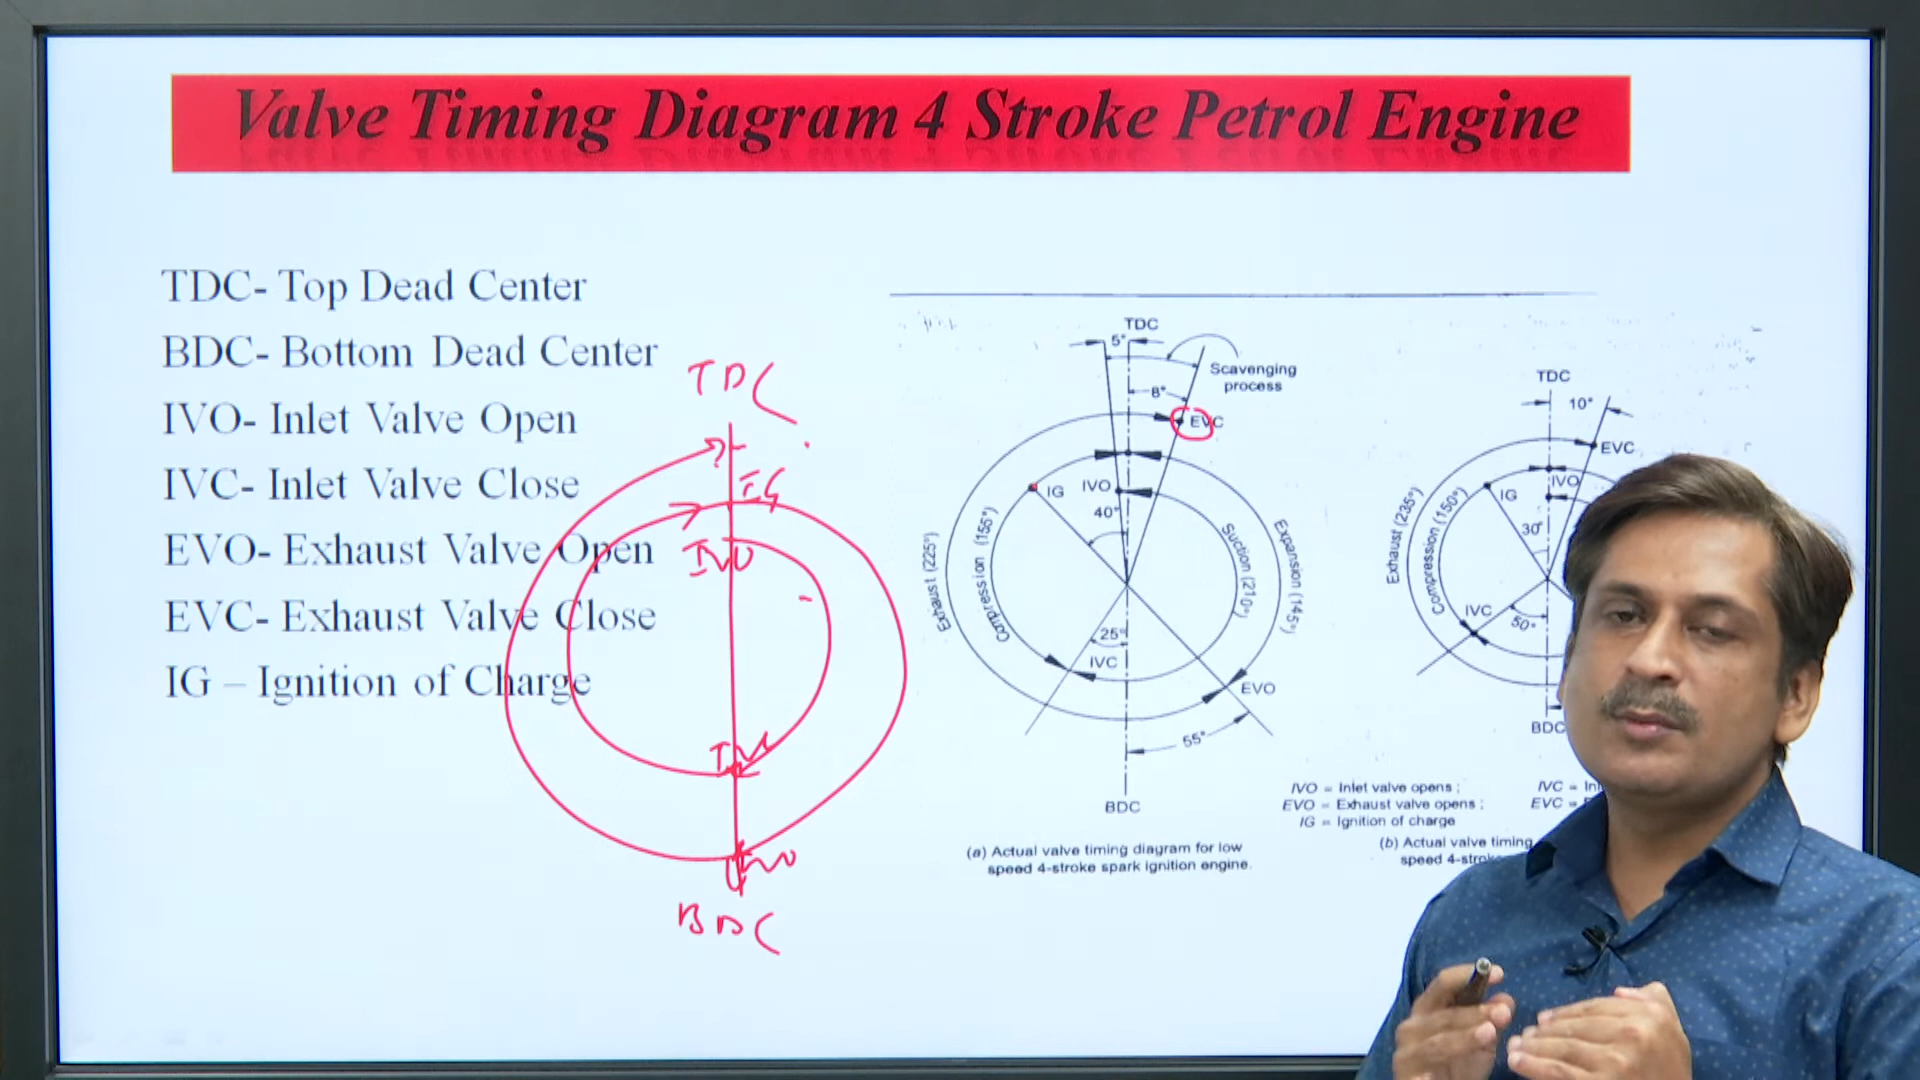 Valve Timing Diagram 4 Stroke Petrol Engine
TDC- Top Dead Center
BDC- Bottom Dead Center
IVO- Inlet Valve Open
IVC- Inlet Valve Close
EVO- Exhaust Valve Open
EVC- Exhaust Valve Close
IG – Ignition of Charge
TDC
IG
IVO
IVC
EVO
BDC
TDC
5°
Scavenging
process
8°
EVC
IG
IVO
40°
Exhaust (225°)
Compression (155°)
Suction (210°)
Expansion (145°)
25°
IVC
EVO
55°
BDC
(a) Actual valve timing diagram for low
speed 4-stroke spark ignition engine.
TDC
10°
EVC
IVO
IG
30°
Exhaust (235°)
Compression (150°)
IVC
50°
BDC
IVO = Inlet valve opens ; IVC =
EVO = Exhaust valve opens ; EVC =
IG = Ignition of charge
(b) Actual valve timing
speed